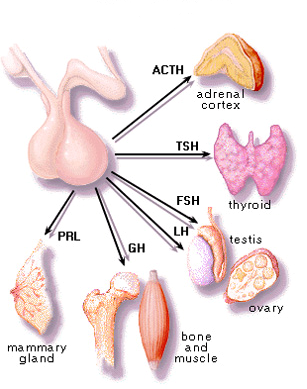 ACTH
adrenal
cortex
TSH
thyroid
FSH
LH
testis
ovary
GH
bone
and
muscle
PRL
mammary
gland